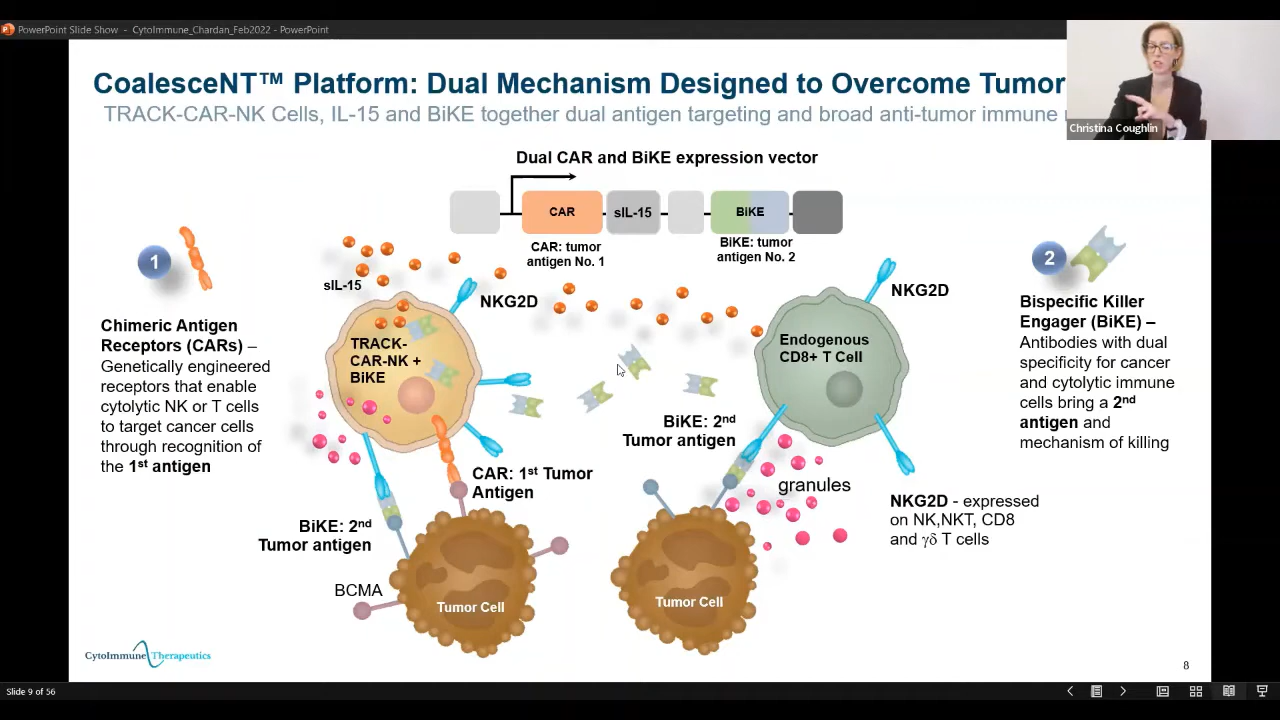 PowerPoint Slide Show - CytoImmune_Chardan_Feb2022 - PowerPoint
CoalesceNT™ Platform: Dual Mechanism Designed to Overcome Tumor
TRACK-CAR-NK Cells, IL-15 and BiKE together dual antigen targeting and broad anti-tumor immune
Christina Coughlin
Dual CAR and BiKE expression vector
CAR
sIL-15
BiKE
CAR: tumor
antigen No. 1
BiKE: tumor
antigen No. 2
1
Chimeric Antigen
Receptors (CARs) –
Genetically engineered
receptors that enable
cytolytic NK or T cells
to target cancer cells
through recognition of
the 1st antigen
sIL-15
NKG2D
TRACK-
CAR-NK +
BiKE
CAR: 1st Tumor
Antigen
BiKE: 2nd
Tumor antigen
BCMA
Tumor Cell
NKG2D
Endogenous
CD8+ T Cell
BiKE: 2nd
Tumor antigen
granules
Tumor Cell
2
Bispecific Killer
Engager (BiKE) –
Antibodies with dual
specificity for cancer
and cytolytic immune
cells bring a 2nd
antigen and
mechanism of killing
NKG2D - expressed
on NK,NKT, CD8
and γδ T cells
CytoImmune Therapeutics
8
Slide 9 of 56